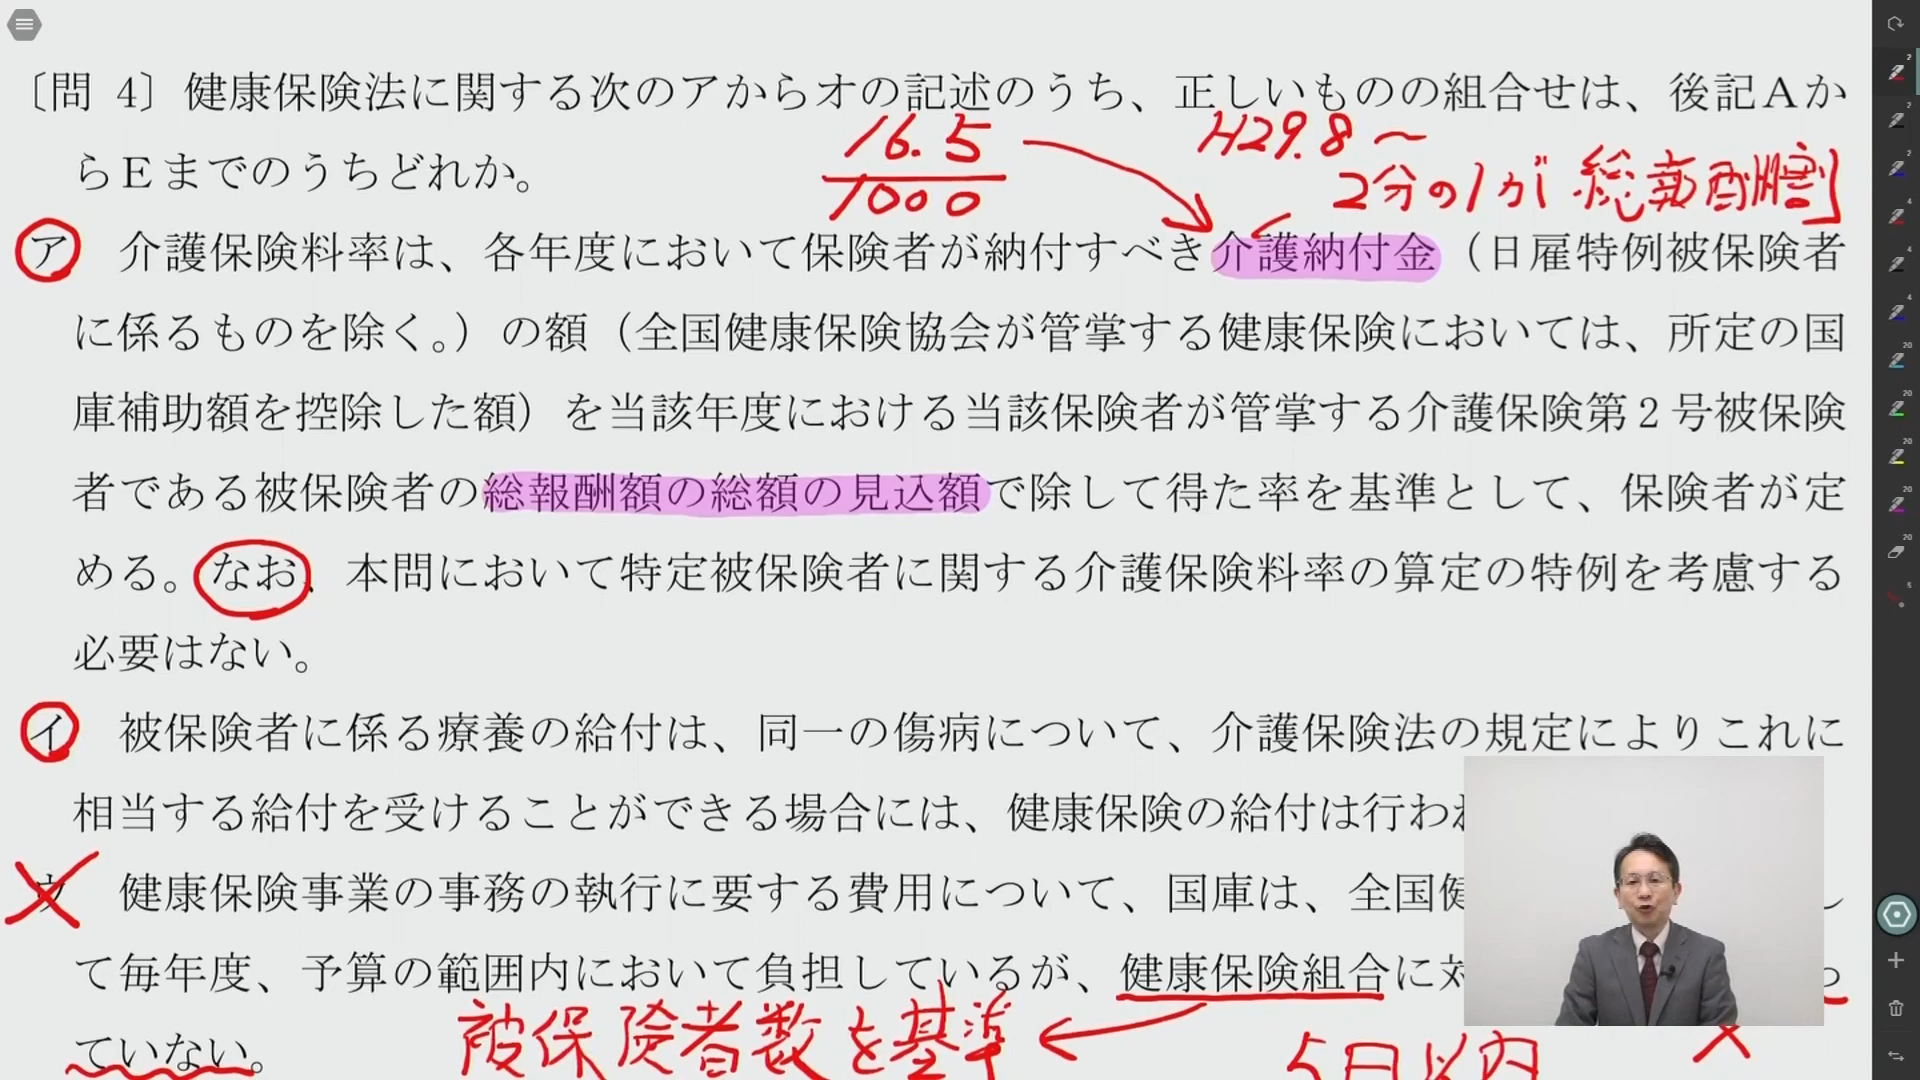 〔問 4〕健康保険法に関する次のアからオの記述のうち、正しいものの組合せは、後記Aか
らEまでのうちどれか。
16.5
1000
H29.8～
2分の1が 総報酬割
ア 介護保険料率は、各年度において保険者が納付すべき介護納付金（日雇特例被保険者
に係るものを除く。）の額（全国健康保険協会が管掌する健康保険においては、所定の国
庫補助額を控除した額）を当該年度における当該保険者が管掌する介護保険第2号被保険
者である被保険者の総報酬額の総額の見込額で除して得た率を基準として、保険者が定
める。なお、本問において特定被保険者に関する介護保険料率の算定の特例を考慮する
必要はない。
イ 被保険者に係る療養の給付は、同一の傷病について、介護保険法の規定によりこれに
相当する給付を受けることができる場合には、健康保険の給付は行わ
ウ 健康保険事業の事務の執行に要する費用について、国庫は、全国健
て毎年度、予算の範囲内において負担しているが、健康保険組合に対
ていない。
被保険者数を基準
5日以内